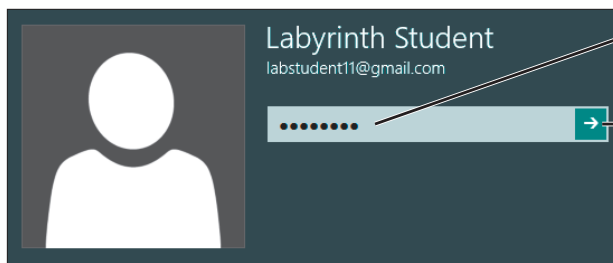 Labyrinth Student
labstudent11@gmail.com
••••••••